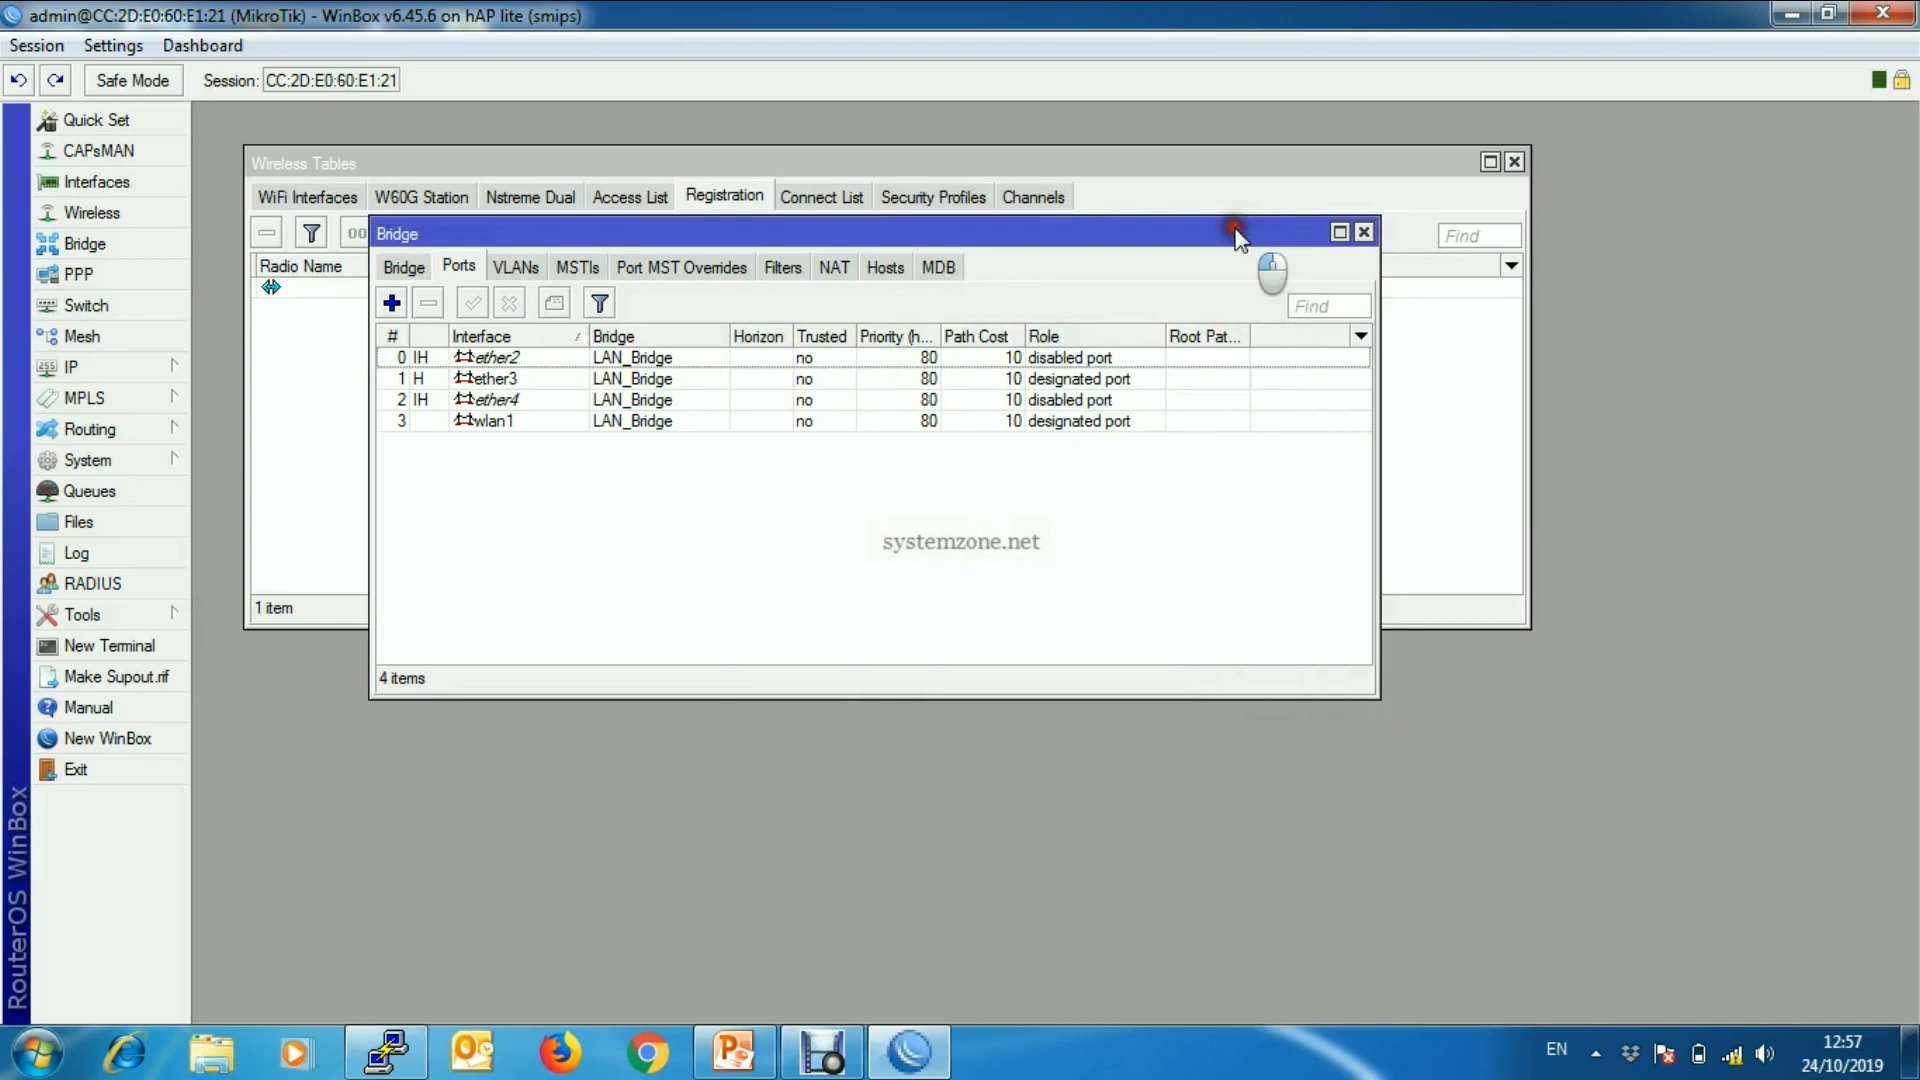 admin@CC:2D:E0:60:E1:21 (MikroTik) - WinBox v6.45.6 on hAP lite (smips)
Session Settings Dashboard
Safe Mode Session: CC:2D:E0:60:E1:21
Quick Set
CAPsMAN
Interfaces
Wireless
Bridge
PPP
Switch
Mesh
IP
MPLS
Routing
System
Queues
Files
Log
RADIUS
Tools
New Terminal
Make Supout.rif
Manual
New WinBox
Exit
RouterOS WinBox
Wireless Tables
WiFi Interfaces W60G Station Nstreme Dual Access List Registration Connect List Security Profiles Channels
00
Find
Radio Name
1 item
Bridge
Bridge Ports VLANs MSTIs Port MST Overrides Filters NAT Hosts MDB
Find
# Interface Bridge Horizon Trusted Priority (h... Path Cost Role Root Pat...
0 IH ether2 LAN_Bridge no 80 10 disabled port
1 H ether3 LAN_Bridge no 80 10 designated port
2 IH ether4 LAN_Bridge no 80 10 disabled port
3 wlan1 LAN_Bridge no 80 10 designated port
systemzone.net
4 items
EN
12:57
24/10/2019